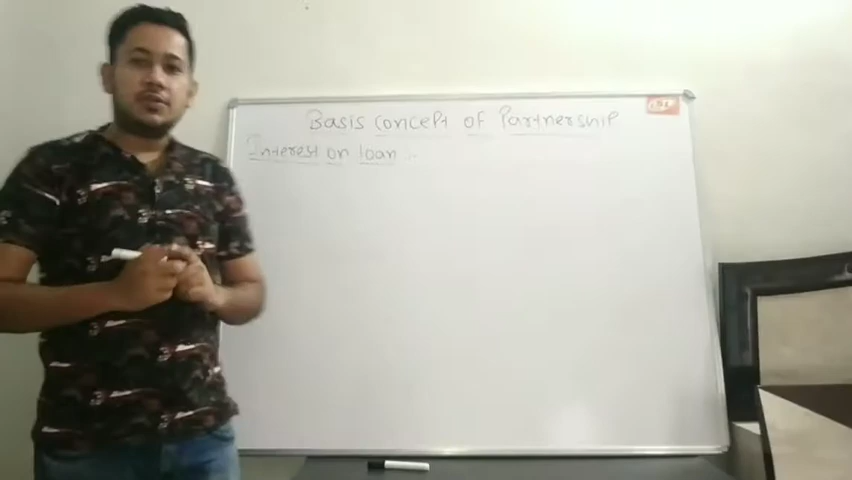 Basis concept of Partnership
Interest on loan :-